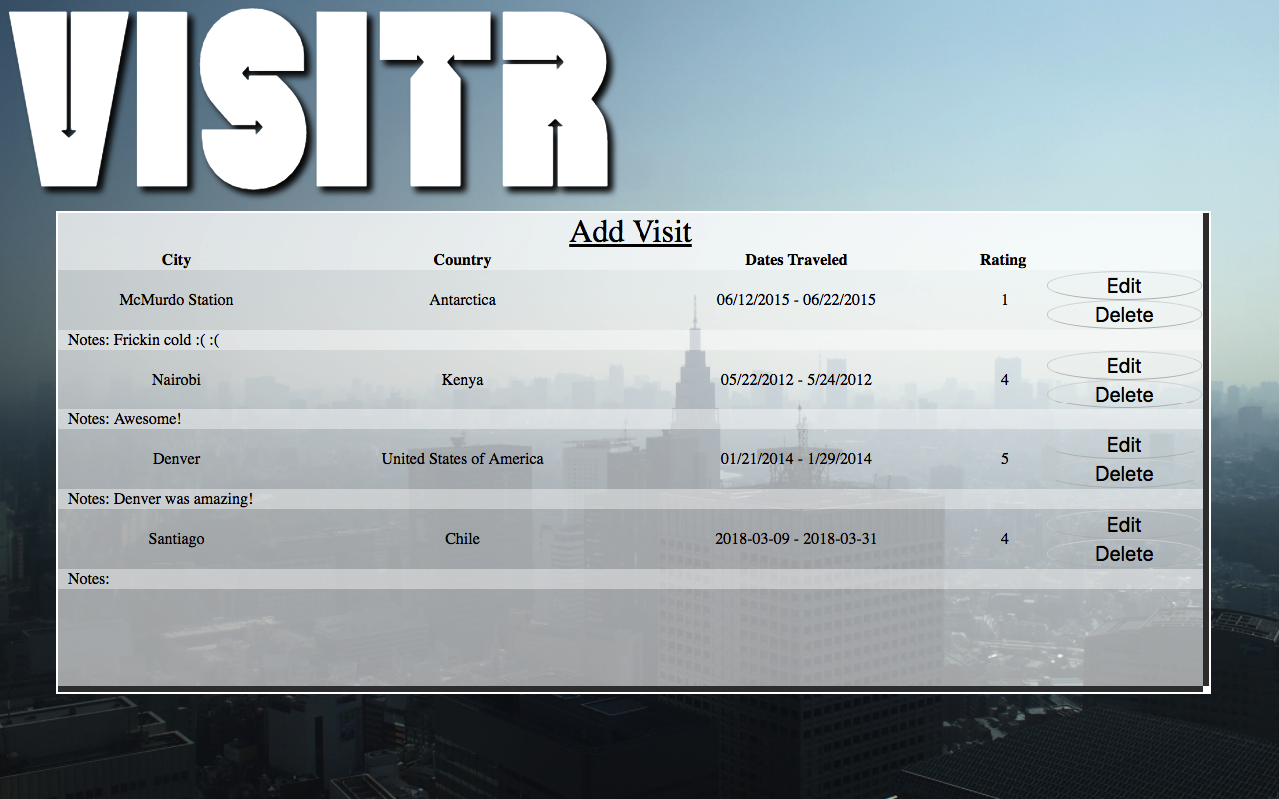 VISITR
Add Visit
City Country Dates Traveled Rating
McMurdo Station Antarctica 06/12/2015 - 06/22/2015 1 Edit
Delete
Notes: Frickin cold :( :(
Nairobi Kenya 05/22/2012 - 5/24/2012 4 Edit
Delete
Notes: Awesome!
Denver United States of America 01/21/2014 - 1/29/2014 5 Edit
Delete
Notes: Denver was amazing!
Santiago Chile 2018-03-09 - 2018-03-31 4 Edit
Delete
Notes: